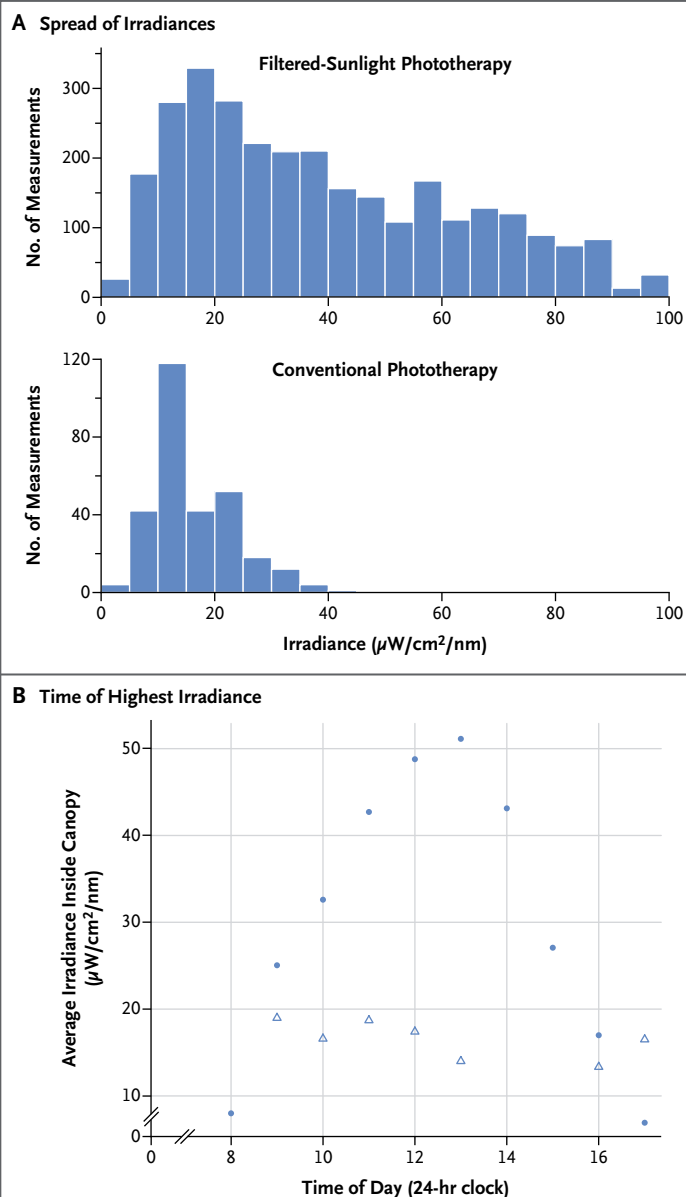 A Spread of Irradiances
Filtered-Sunlight Phototherapy
No. of Measurements
300
200
100
0
0 20 40 60 80 100
Conventional Phototherapy
No. of Measurements
120
80
40
0
0 20 40 60 80 100
Irradiance (µW/cm²/nm)
B Time of Highest Irradiance
Average Irradiance Inside Canopy
(µW/cm²/nm)
50
40
30
20
10
0
0 8 10 12 14 16
Time of Day (24-hr clock)